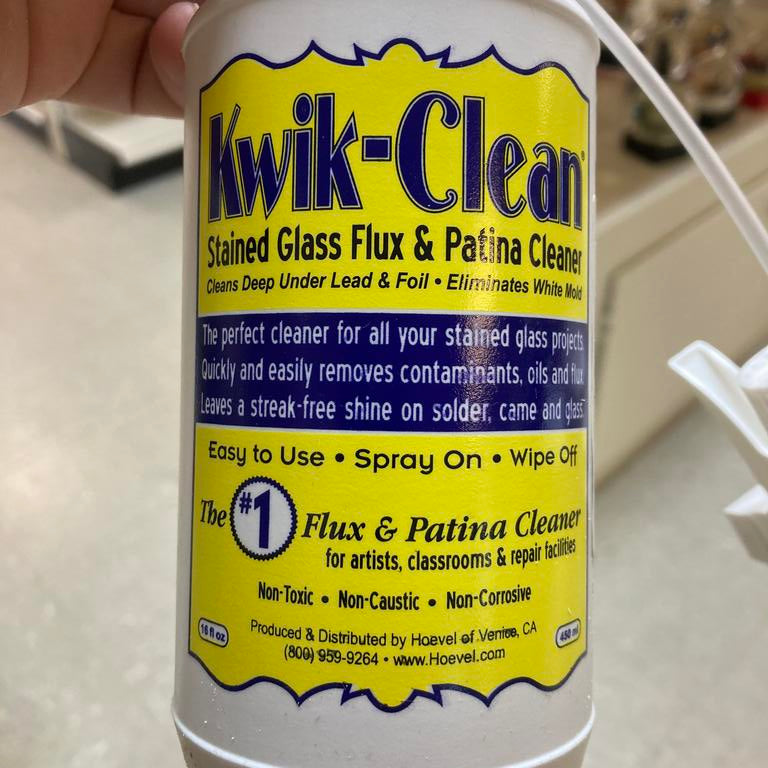 Kwik-Clean®
Stained Glass Flux & Patina Cleaner
Cleans Deep Under Lead & Foil • Eliminates White Mold
The perfect cleaner for all your stained glass projects.
Quickly and easily removes contaminants, oils and flux.
Leaves a streak-free shine on solder, came and glass.™
Easy to Use • Spray On • Wipe Off
The #1 Flux & Patina Cleaner
for artists, classrooms & repair facilities
Non-Toxic • Non-Caustic • Non-Corrosive
16 fl oz
Produced & Distributed by Hoevel of Venice, CA
450 ml
(800) 959-9264 • www.Hoevel.com